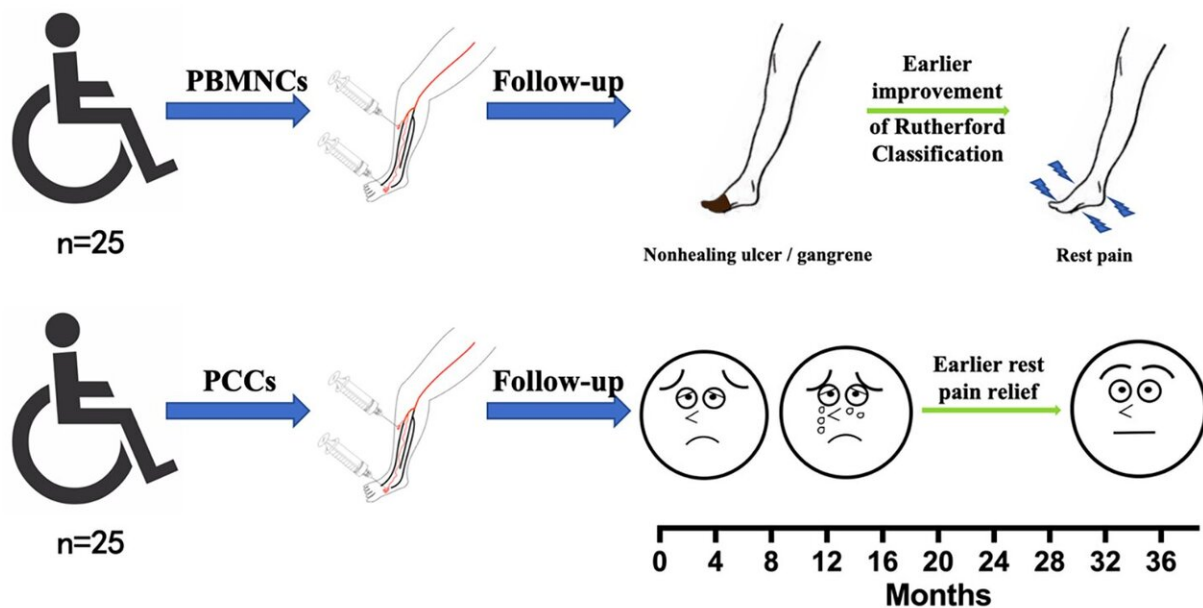 PBMNCs
Follow-up
Earlier
improvement
of Rutherford
Classification
n=25
Nonhealing ulcer / gangrene
Rest pain
PCCs
Follow-up
Earlier rest
pain relief
n=25
0 4 8 12 16 20 24 28 32 36
Months